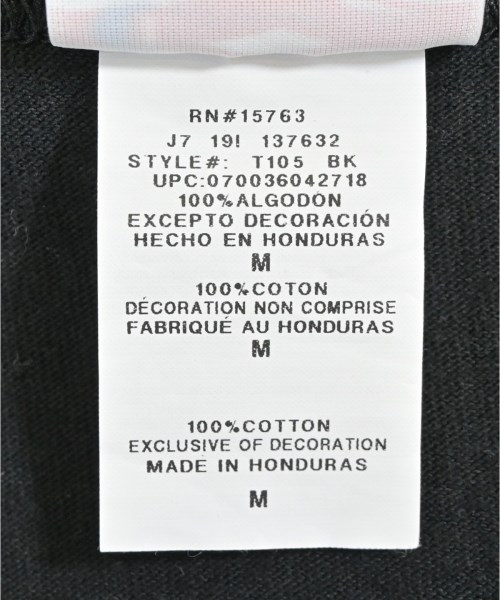 RN#15763
J7 19! 137632
STYLE#: T105 BK
UPC:070036042718
100%ALGODÓN
EXCEPTO DECORACIÓN
HECHO EN HONDURAS
M
100%COTON
DÉCORATION NON COMPRISE
FABRIQUÉ AU HONDURAS
M
100%COTTON
EXCLUSIVE OF DECORATION
MADE IN HONDURAS
M